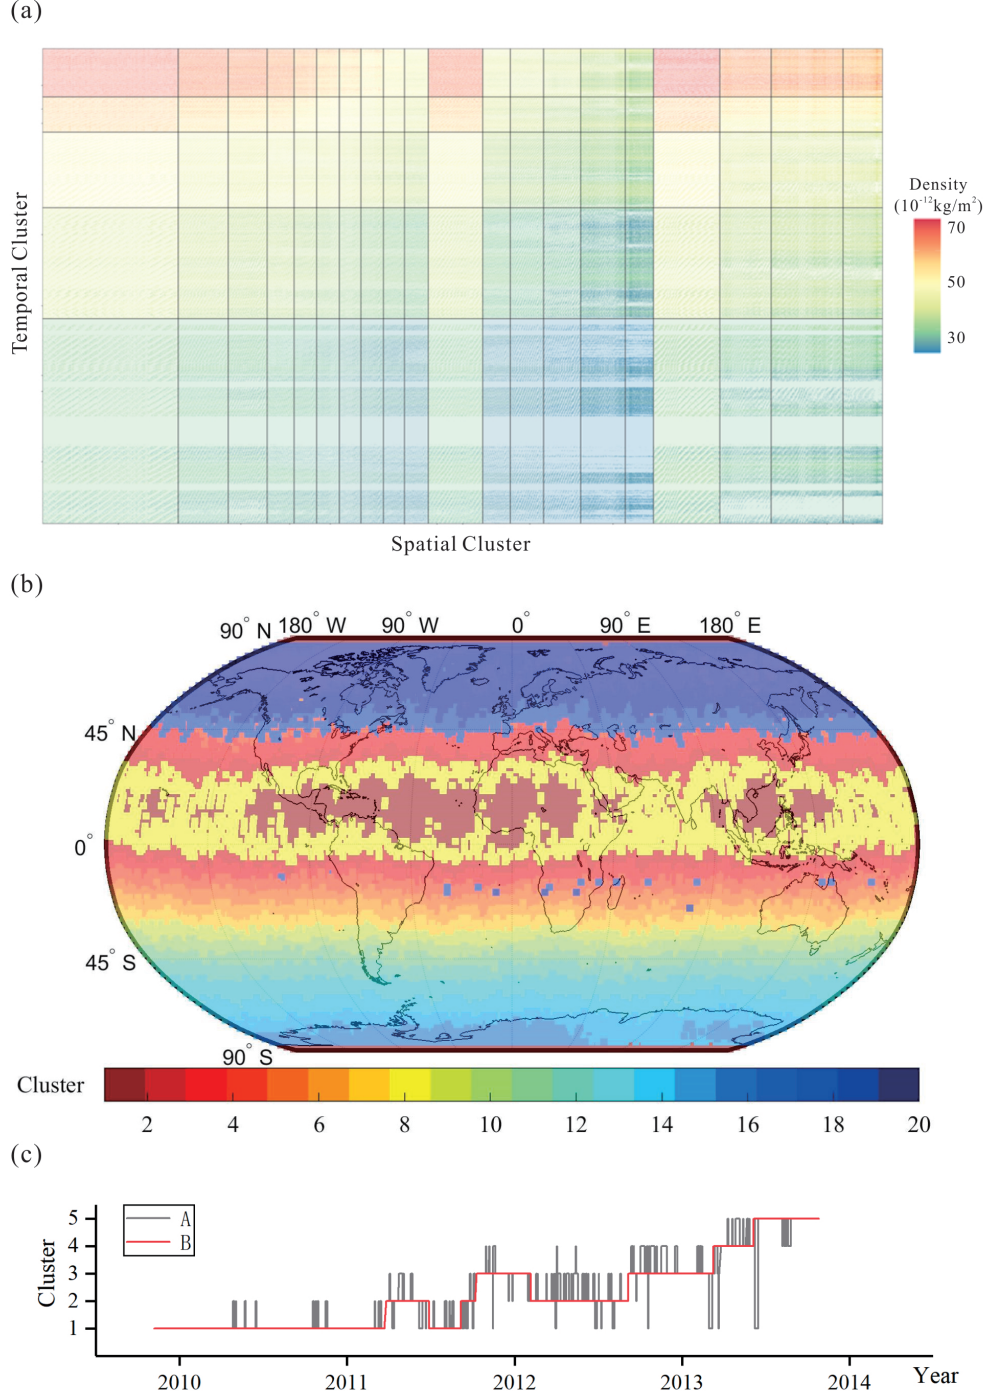 (a)
Temporal Cluster
Spatial Cluster
Density
(10⁻¹²kg/m²)
70
50
30
(b)
90° N 180° W 90° W 0° 90° E 180° E
45° N
0°
45° S
90° S
Cluster
2 4 6 8 10 12 14 16 18 20
(c)
Cluster
5
4
3
2
1
A
B
2010 2011 2012 2013 2014 Year